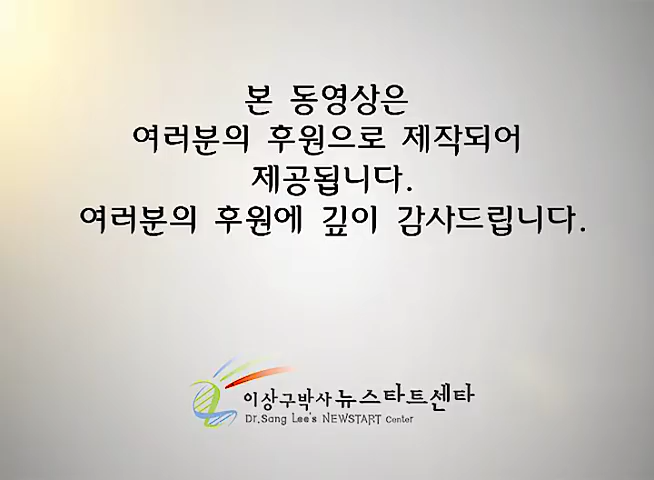 본 동영상은
여러분의 후원으로 제작되어
제공됩니다.
여러분의 후원에 깊이 감사드립니다.
이상구박사 뉴스타트센타
Dr.Sang Lee's NEWSTART Center